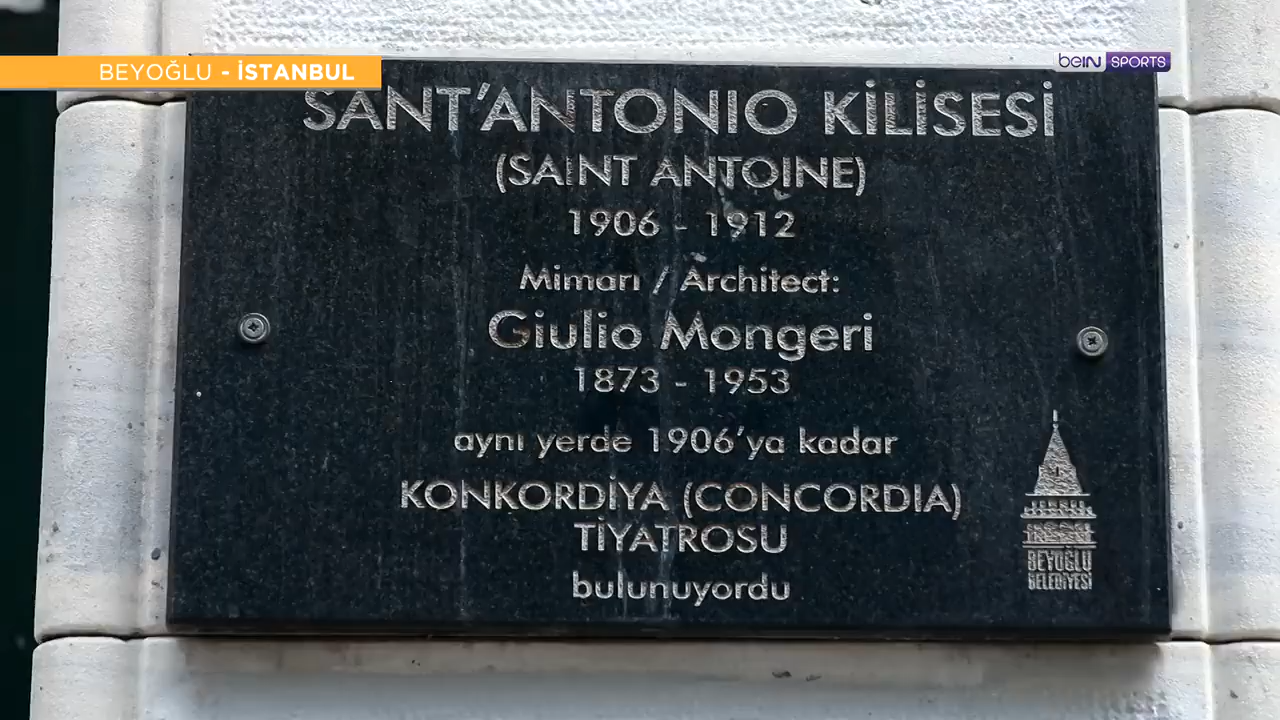 BEYOĞLU - İSTANBUL
beIN SPORTS
SANT'ANTONIO KİLİSESİ
(SAINT ANTOINE)
1906 - 1912
Mimarı / Architect:
Giulio Mongeri
1873 - 1953
aynı yerde 1906'ya kadar
KONKORDİYA (CONCORDIA)
TİYATROSU
bulunuyordu
BEYOĞLU
BELEDİYESİ